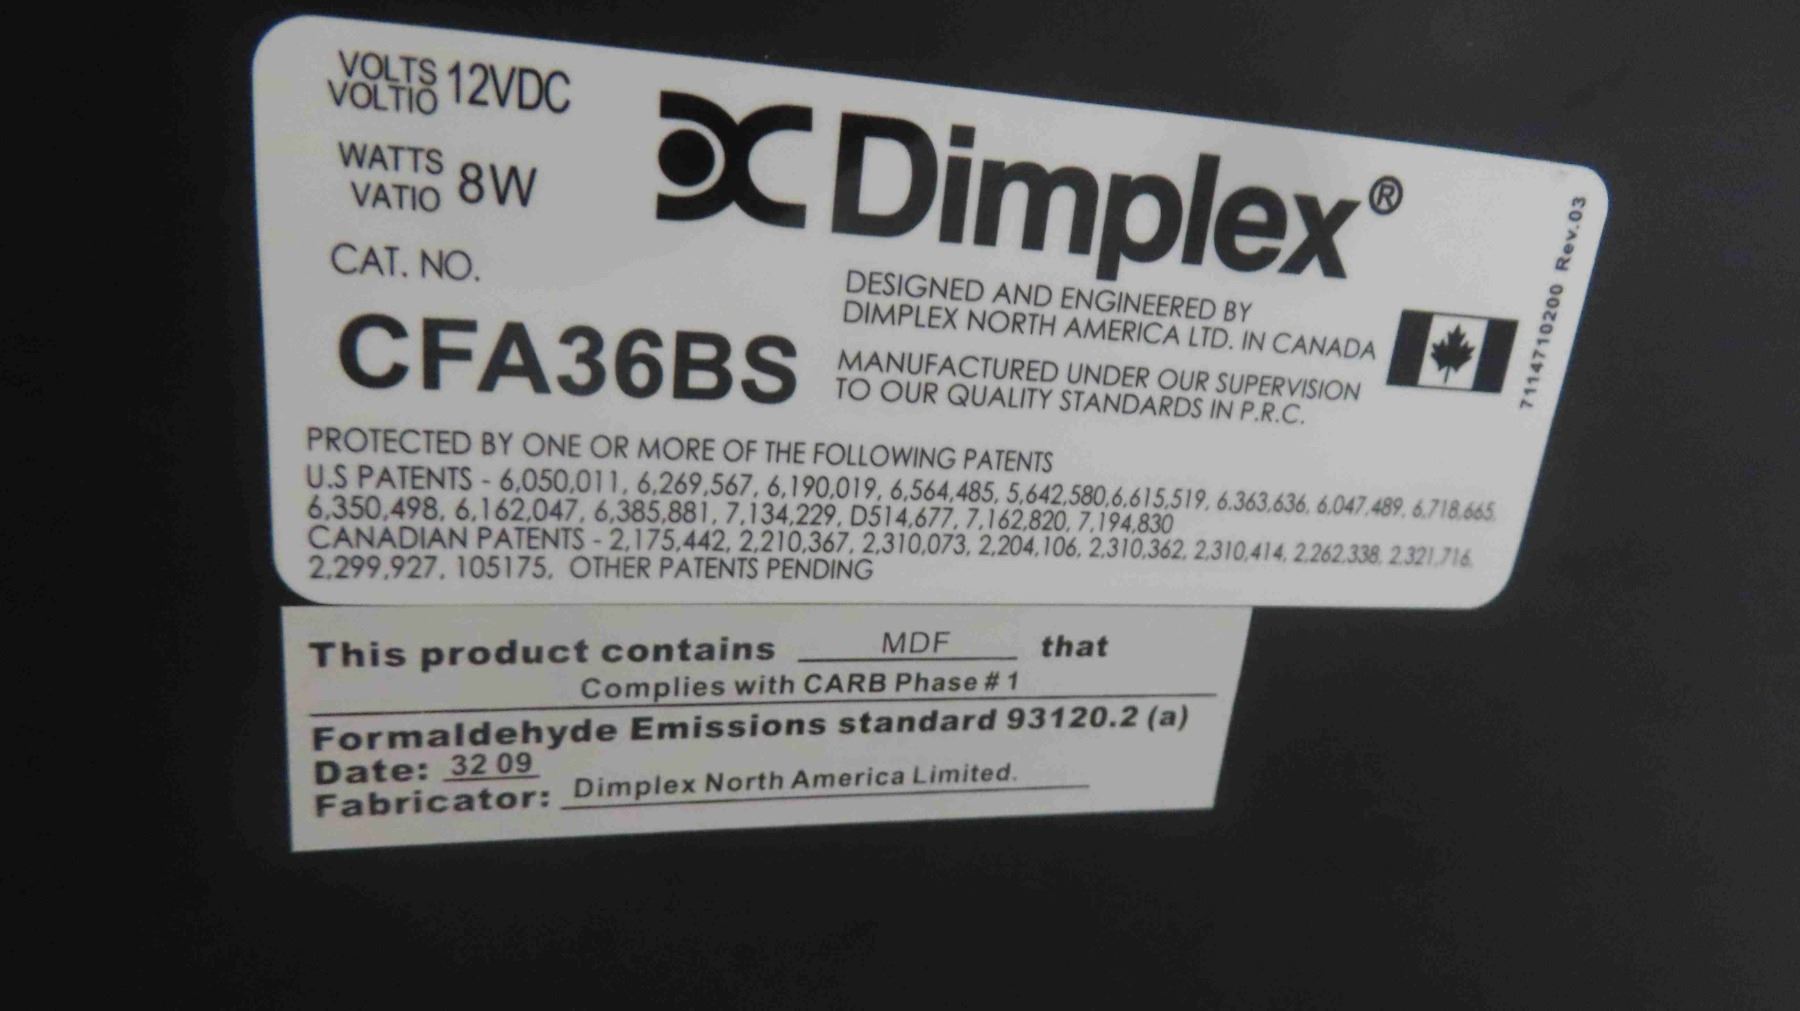 VOLTS
VOLTIO 12VDC
WATTS
VATIO 8W
CAT. NO.
CFA36BS
Dimplex®
DESIGNED AND ENGINEERED BY
DIMPLEX NORTH AMERICA LTD. IN CANADA
MANUFACTURED UNDER OUR SUPERVISION
TO OUR QUALITY STANDARDS IN P.R.C.
7114710200 Rev.03
PROTECTED BY ONE OR MORE OF THE FOLLOWING PATENTS
U.S PATENTS - 6,050,011, 6,269,567, 6,190,019, 6,564,485, 5,642,580,6,615,519, 6.363,636, 6,047,489, 6,718,665,
6,350,498, 6,162,047, 6,385,881, 7,134,229, D514,677, 7,162,820, 7,194,830
CANADIAN PATENTS - 2,175,442, 2,210,367, 2,310,073, 2,204,106, 2,310,362, 2,310,414, 2,262,338, 2,321,716,
2,299,927, 105175, OTHER PATENTS PENDING
This product contains MDF that
Complies with CARB Phase # 1
Formaldehyde Emissions standard 93120.2 (a)
Date: 32 09
Fabricator: Dimplex North America Limited.